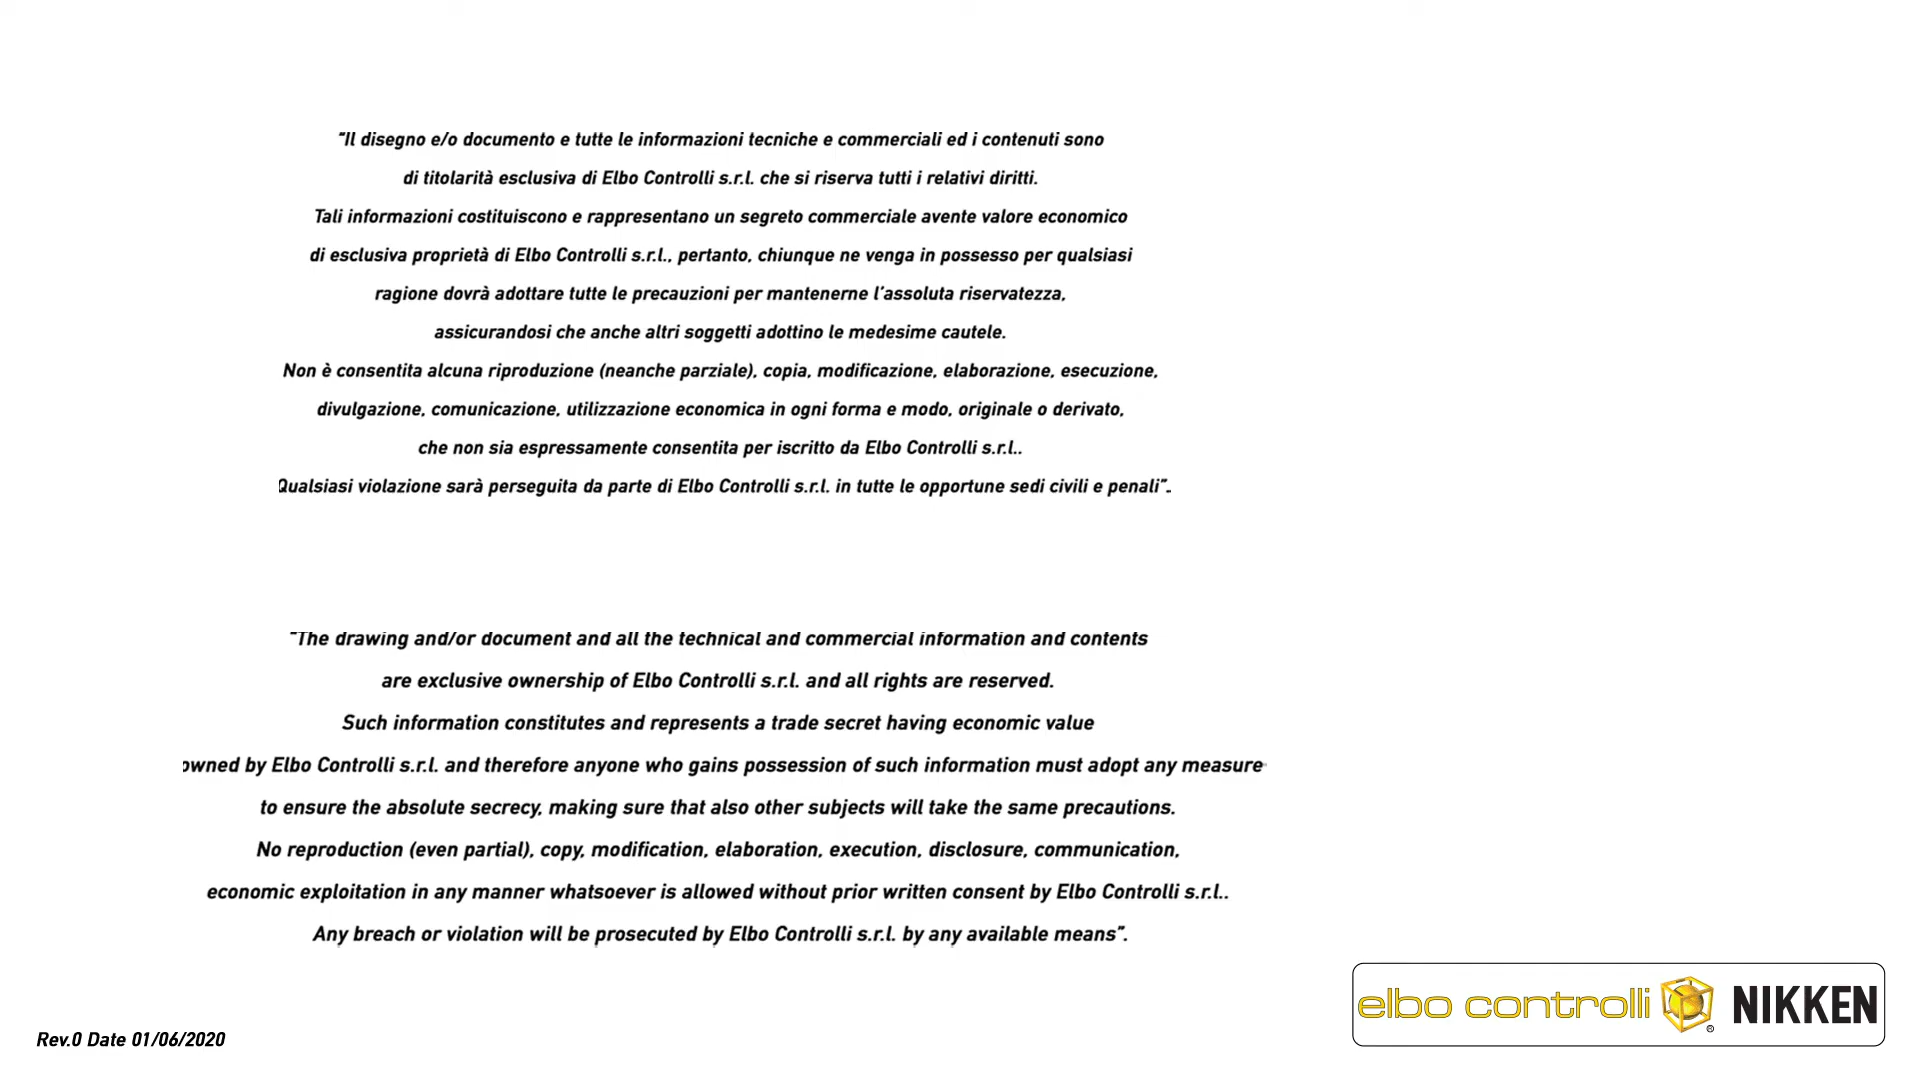 "Il disegno e/o documento e tutte le informazioni tecniche e commerciali ed i contenuti sono
di titolarità esclusiva di Elbo Controlli s.r.l. che si riserva tutti i relativi diritti.
Tali informazioni costituiscono e rappresentano un segreto commerciale avente valore economico
di esclusiva proprietà di Elbo Controlli s.r.l., pertanto, chiunque ne venga in possesso per qualsiasi
ragione dovrà adottare tutte le precauzioni per mantenerne l'assoluta riservatezza,
assicurandosi che anche altri soggetti adottino le medesime cautele.
Non è consentita alcuna riproduzione (neanche parziale), copia, modificazione, elaborazione, esecuzione,
divulgazione, comunicazione, utilizzazione economica in ogni forma e modo, originale o derivato,
che non sia espressamente consentita per iscritto da Elbo Controlli s.r.l..
Qualsiasi violazione sarà perseguita da parte di Elbo Controlli s.r.l. in tutte le opportune sedi civili e penali"..
"The drawing and/or document and all the technical and commercial information and contents
are exclusive ownership of Elbo Controlli s.r.l. and all rights are reserved.
Such information constitutes and represents a trade secret having economic value
owned by Elbo Controlli s.r.l. and therefore anyone who gains possession of such information must adopt any measure
to ensure the absolute secrecy, making sure that also other subjects will take the same precautions.
No reproduction (even partial), copy, modification, elaboration, execution, disclosure, communication,
economic exploitation in any manner whatsoever is allowed without prior written consent by Elbo Controlli s.r.l..
Any breach or violation will be prosecuted by Elbo Controlli s.r.l. by any available means".
elbo controlli ® NIKKEN
Rev.0 Date 01/06/2020